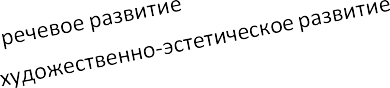 речевое развитие
художественно-эстетическое развитие